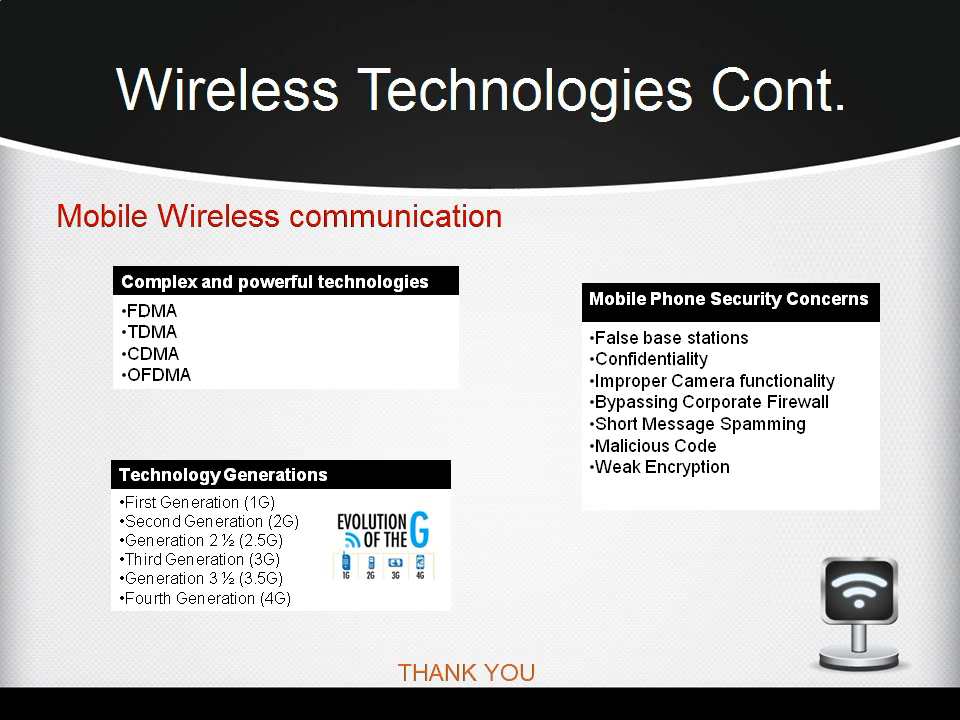 Wireless Technologies Cont.
Mobile Wireless communication
Complex and powerful technologies
•FDMA
•TDMA
•CDMA
•OFDMA
Mobile Phone Security Concerns
•False base stations
•Confidentiality
•Improper Camera functionality
•Bypassing Corporate Firewall
•Short Message Spamming
•Malicious Code
•Weak Encryption
Technology Generations
•First Generation (1G)
•Second Generation (2G)
•Generation 2 ½ (2.5G)
•Third Generation (3G)
•Generation 3 ½ (3.5G)
•Fourth Generation (4G)
EVOLUTION
OF THE G
1G 2G 3G 4G
THANK YOU